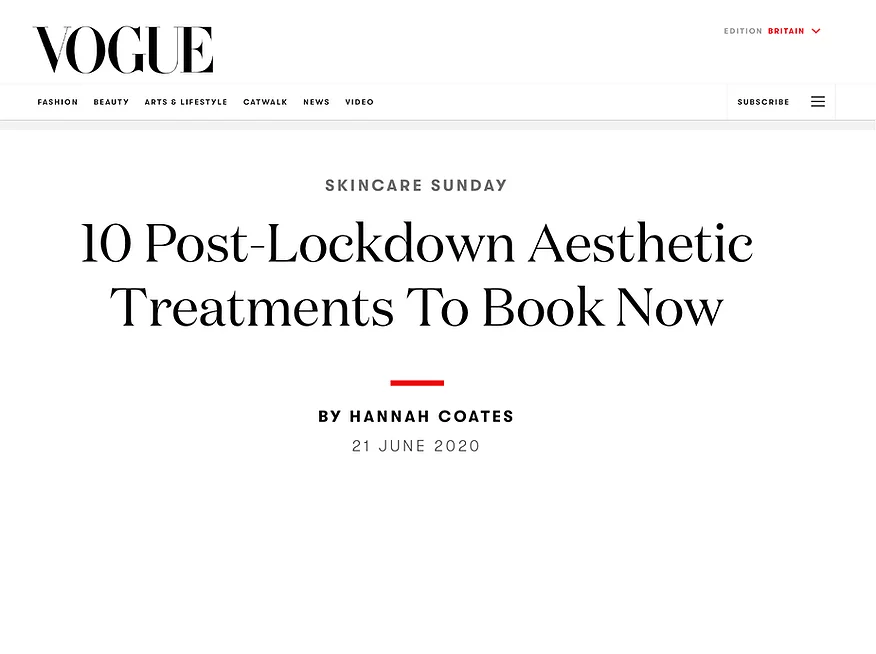 VOGUE
EDITION BRITAIN
FASHION BEAUTY ARTS & LIFESTYLE CATWALK NEWS VIDEO
SUBSCRIBE
SKINCARE SUNDAY
10 Post-Lockdown Aesthetic
Treatments To Book Now
BY HANNAH COATES
21 JUNE 2020